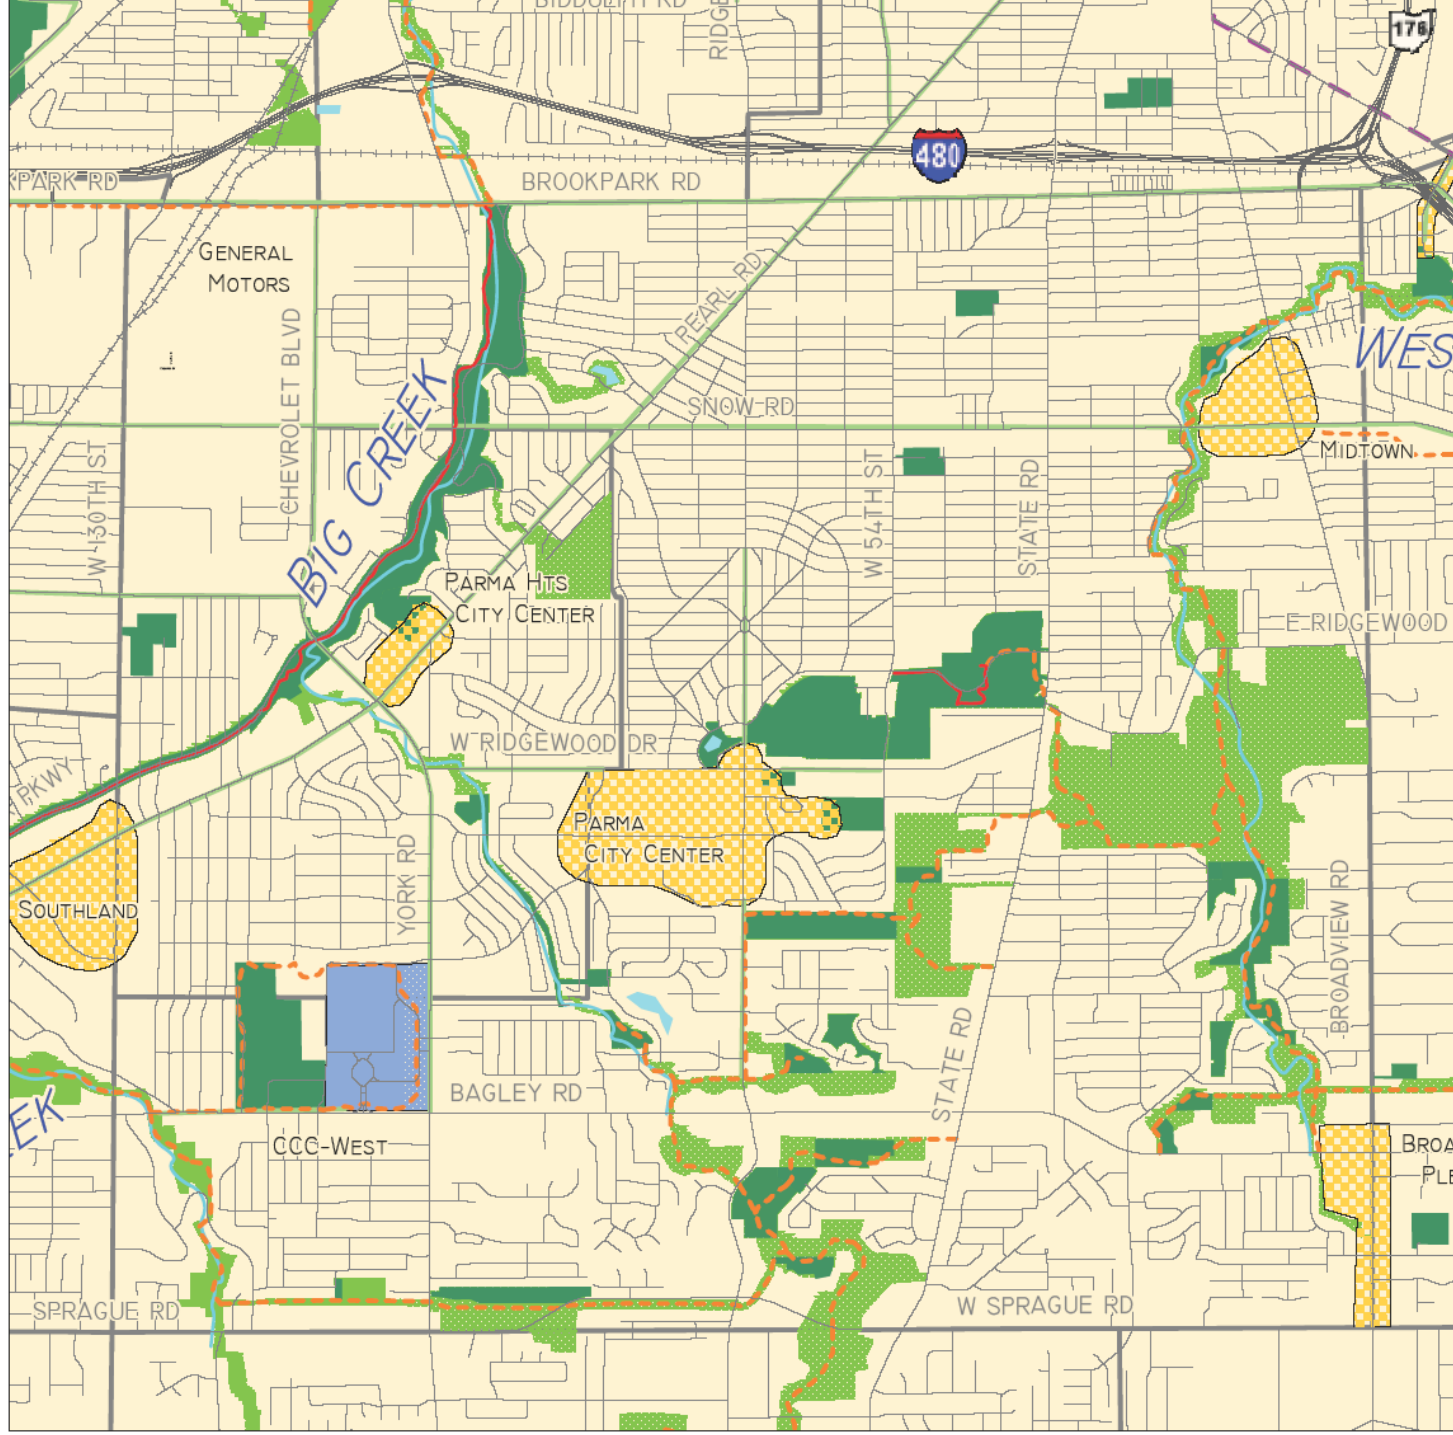 BIDDULPH RD
RIDGE
176
480
KPARK RD
BROOKPARK RD
GENERAL
MOTORS
PEARL RD
CHEVROLET BLVD
WES
SNOW RD
BIG CREEK
W 130TH ST
W 54TH ST
STATE RD
MIDTOWN
PARMA HTS
CITY CENTER
E RIDGEWOOD
W RIDGEWOOD DR
PKWY
PARMA
CITY CENTER
YORK RD
SOUTHLAND
BROADVIEW RD
STATE RD
BAGLEY RD
EEK
CCC-WEST
BROA
PLE
SPRAGUE RD
W SPRAGUE RD